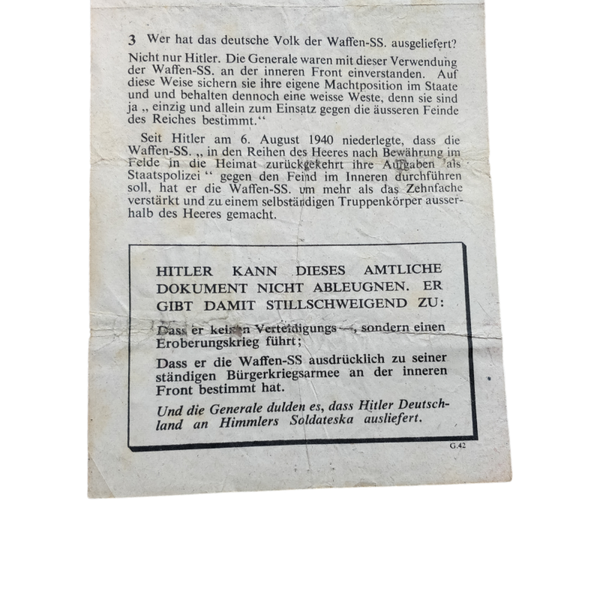 3 Wer hat das deutsche Volk der Waffen-SS. ausgeliefert?
Nicht nur Hitler. Die Generale waren mit dieser Verwendung
der Waffen-SS. an der inneren Front einverstanden. Auf
diese Weise sichern sie ihre eigene Machtposition im Staate
und und behalten dennoch eine weisse Weste, denn sie sind
ja „ einzig und allein zum Einsatz gegen die äusseren Feinde
des Reiches bestimmt.“
Seit Hitler am 6. August 1940 niederlegte, dass die
Waffen-SS. „ in den Reihen des Heeres nach Bewährung im
Felde in die Heimat zurückgekehrt ihre Aufgaben als
Staatspolizei “ gegen den Feind im Inneren durchführen
soll, hat er die Waffen-SS. um mehr als das Zehnfache
verstärkt und zu einem selbständigen Truppenkörper ausser-
halb des Heeres gemacht.
HITLER KANN DIESES AMTLICHE
DOKUMENT NICHT ABLEUGNEN. ER
GIBT DAMIT STILLSCHWEIGEND ZU:
Dass er keinen Verteidigungs—, sondern einen
Eroberungskrieg führt;
Dass er die Waffen-SS ausdrücklich zu seiner
ständigen Bürgerkriegsarmee an der inneren
Front bestimmt hat.
Und die Generale dulden es, dass Hitler Deutsch-
land an Himmlers Soldateska ausliefert.
G.42